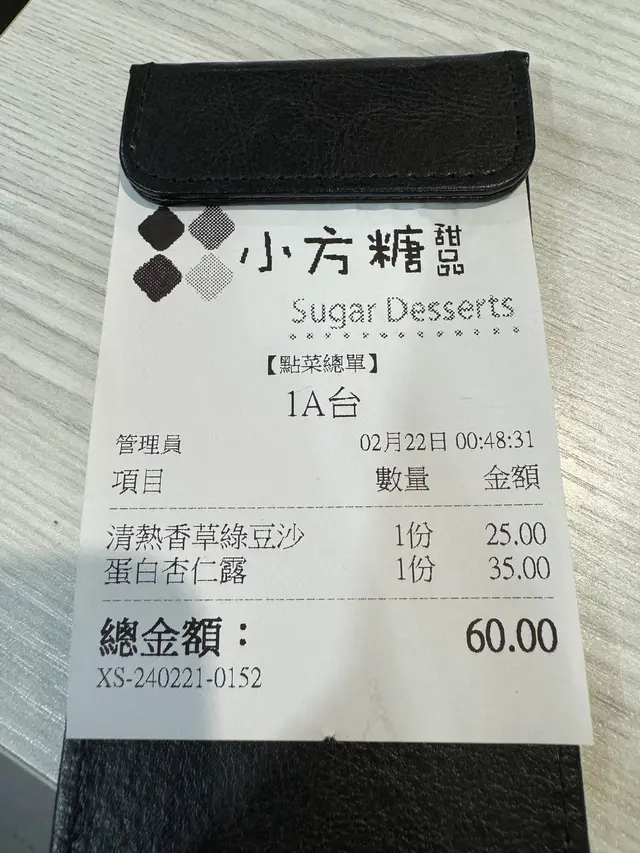 小方糖甜品
Sugar Desserts
【點菜總單】
1A台
管理員 02月22日 00:48:31
項目 數量 金額
清熱香草綠豆沙 1份 25.00
蛋白杏仁露 1份 35.00
總金額： 60.00
XS-240221-0152